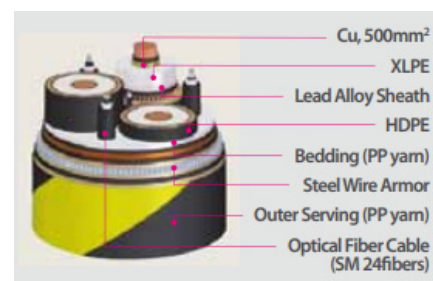 Cu, 500mm²
XLPE
Lead Alloy Sheath
HDPE
Bedding (PP yarn)
Steel Wire Armor
Outer Serving (PP yarn)
Optical Fiber Cable
(SM 24fibers)